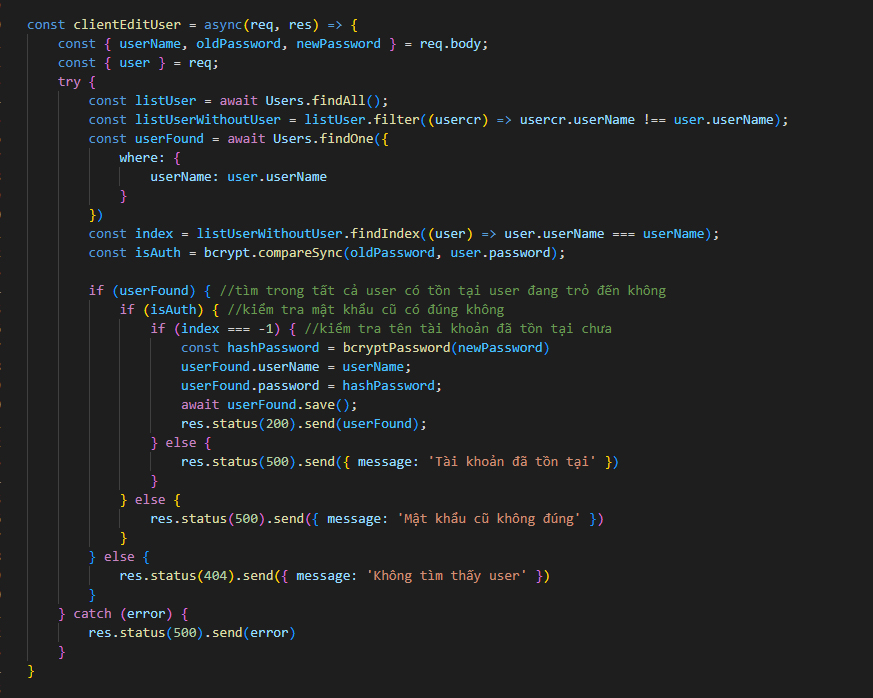 const clientEditUser = async(req, res) => {
    const { userName, oldPassword, newPassword } = req.body;
    const { user } = req;
    try {
        const listUser = await Users.findAll();
        const listUserWithoutUser = listUser.filter((usercr) => usercr.userName !== user.userName);
        const userFound = await Users.findOne({
            where: {
                userName: user.userName
            }
        })
        const index = listUserWithoutUser.findIndex((user) => user.userName === userName);
        const isAuth = bcrypt.compareSync(oldPassword, user.password);

        if (userFound) { //tìm trong tất cả user có tồn tại user đang trỏ đến không
            if (isAuth) { //kiểm tra mật khẩu cũ có đúng không
                if (index === -1) { //kiểm tra tên tài khoản đã tồn tại chưa
                    const hashPassword = bcryptPassword(newPassword)
                    userFound.userName = userName;
                    userFound.password = hashPassword;
                    await userFound.save();
                    res.status(200).send(userFound);
                } else {
                    res.status(500).send({ message: 'Tài khoản đã tồn tại' })
                }
            } else {
                res.status(500).send({ message: 'Mật khẩu cũ không đúng' })
            }
        } else {
            res.status(404).send({ message: 'Không tìm thấy user' })
        }
    } catch (error) {
        res.status(500).send(error)
    }
}